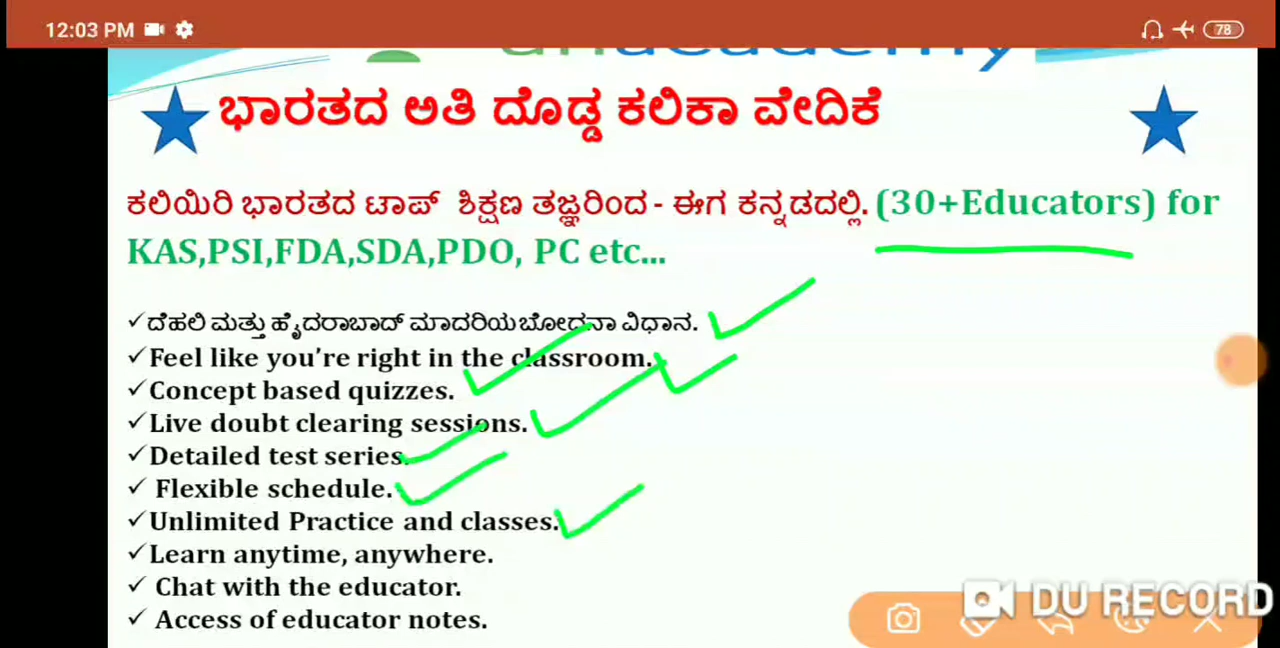 12:03 PM
78
unacademy
ಭಾರತದ ಅತಿ ದೊಡ್ಡ ಕಲಿಕಾ ವೇದಿಕೆ
ಕಲಿಯಿರಿ ಭಾರತದ ಟಾಪ್ ಶಿಕ್ಷಣ ತಜ್ಞರಿಂದ - ಈಗ ಕನ್ನಡದಲ್ಲಿ. (30+Educators) for
KAS,PSI,FDA,SDA,PDO, PC etc...
✓ದೆಹಲಿ ಮತ್ತು ಹೈದರಾಬಾದ್ ಮಾದರಿಯ ಬೋಧನಾ ವಿಧಾನ.
✓Feel like you're right in the classroom.
✓Concept based quizzes.
✓Live doubt clearing sessions.
✓Detailed test series.
✓ Flexible schedule.
✓Unlimited Practice and classes.
✓Learn anytime, anywhere.
✓ Chat with the educator.
✓ Access of educator notes.
DU RECORD